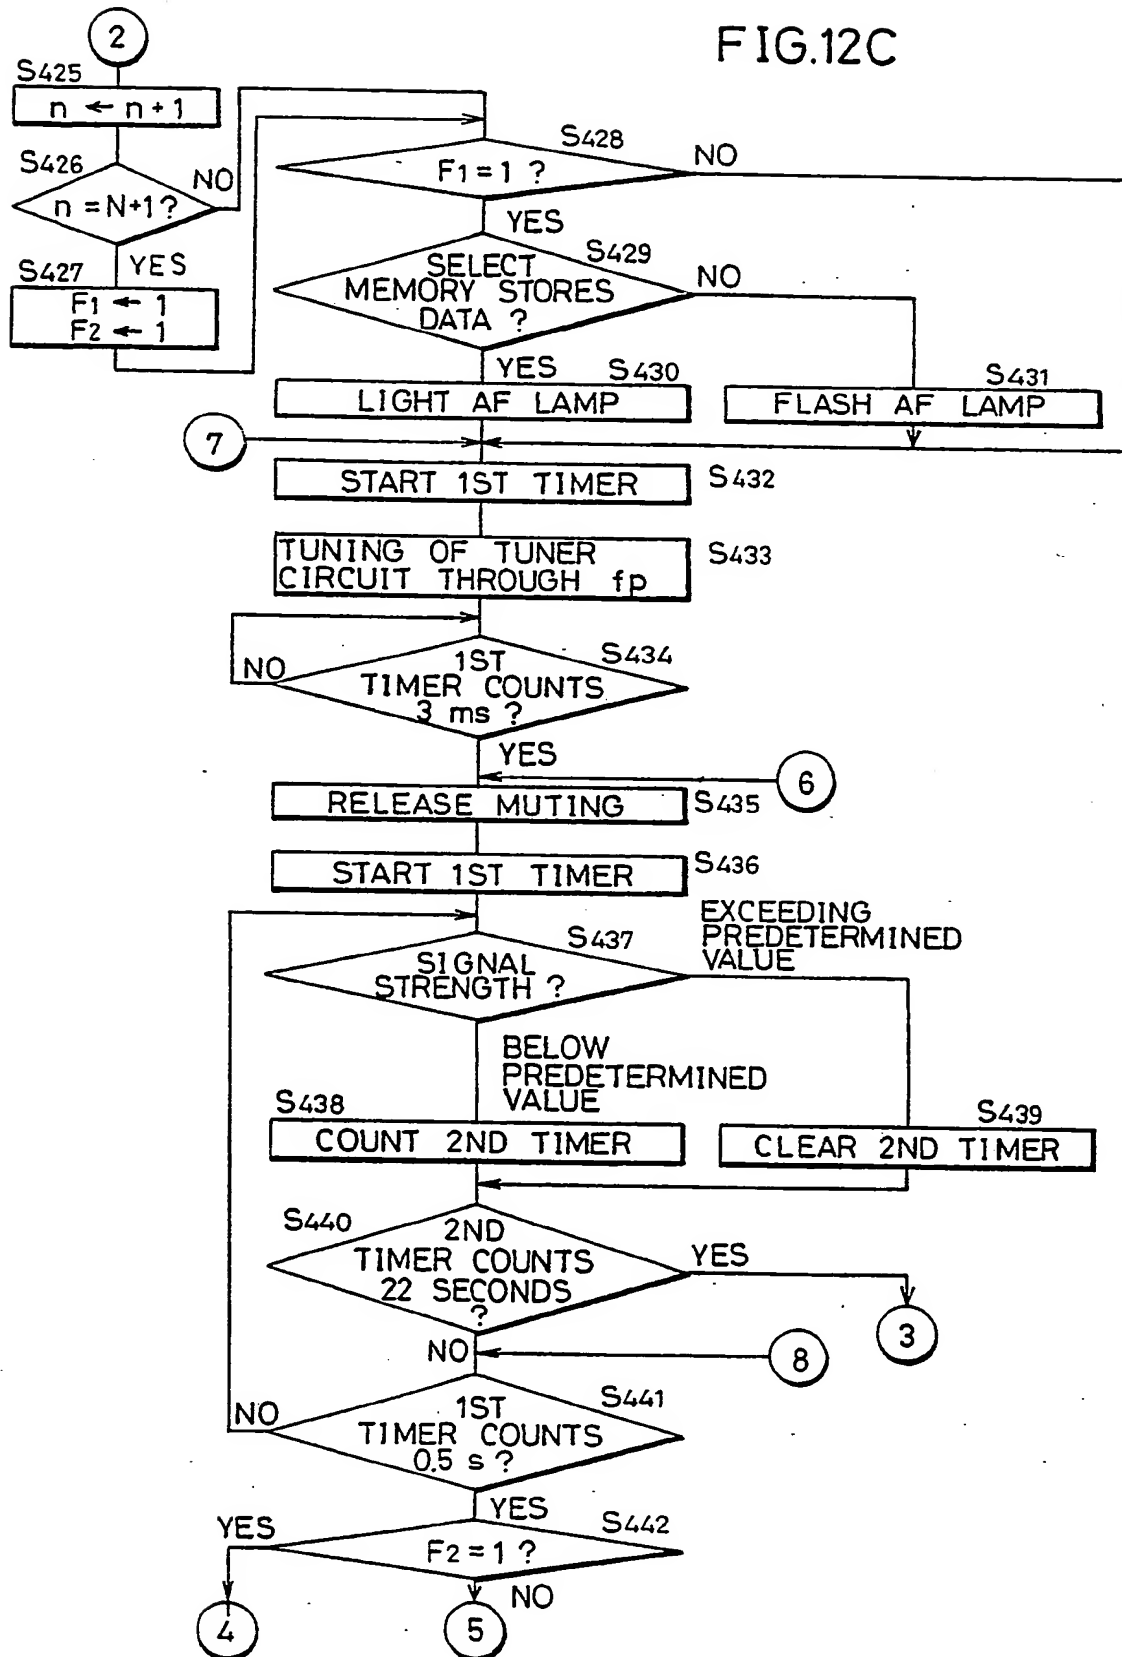 FIG.12C
2
S425
n ← n+1
S426
n = N+1 ?
NO
YES
S427
F1 ← 1
F2 ← 1
S428
F1 = 1 ?
NO
YES
S429
SELECT
MEMORY STORES
DATA ?
NO
YES
S430
LIGHT AF LAMP
S431
FLASH AF LAMP
7
START 1ST TIMER
S432
TUNING OF TUNER
CIRCUIT THROUGH fp
S433
S434
1ST
TIMER COUNTS
3 ms ?
NO
YES
6
RELEASE MUTING
S435
START 1ST TIMER
S436
S437
SIGNAL
STRENGTH ?
EXCEEDING
PREDETERMINED
VALUE
BELOW
PREDETERMINED
VALUE
S438
COUNT 2ND TIMER
S439
CLEAR 2ND TIMER
S440
2ND
TIMER COUNTS
22 SECONDS
?
YES
3
NO
8
S441
1ST
TIMER COUNTS
0.5 s ?
NO
YES
S442
F2 = 1 ?
YES
NO
4
5